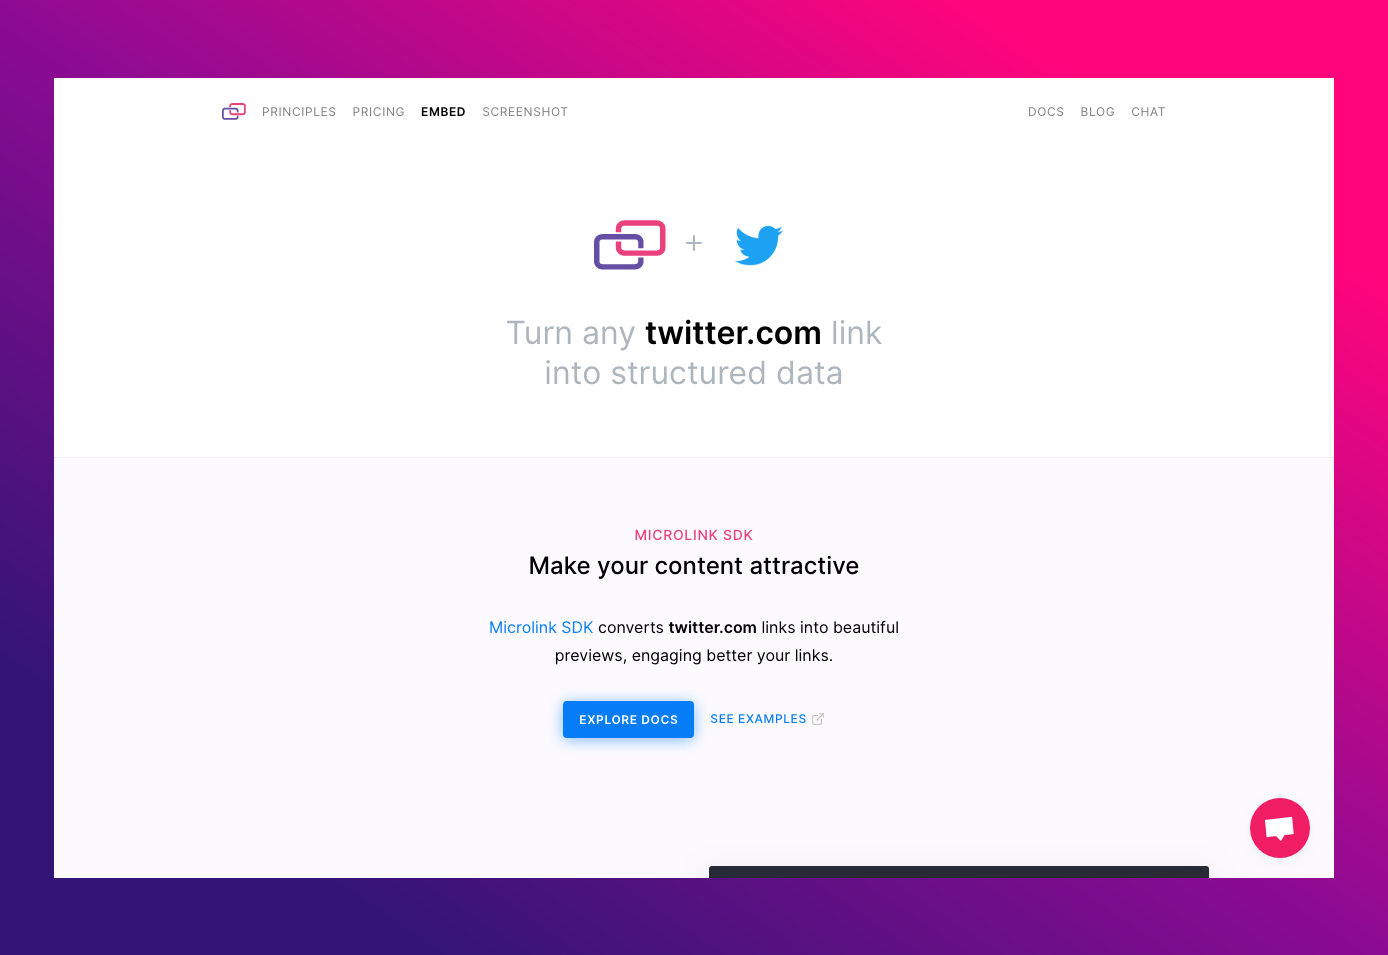 PRINCIPLES PRICING EMBED SCREENSHOT DOCS BLOG CHAT
Turn any twitter.com link
into structured data
MICROLINK SDK
Make your content attractive
Microlink SDK converts twitter.com links into beautiful
previews, engaging better your links.
EXPLORE DOCS SEE EXAMPLES